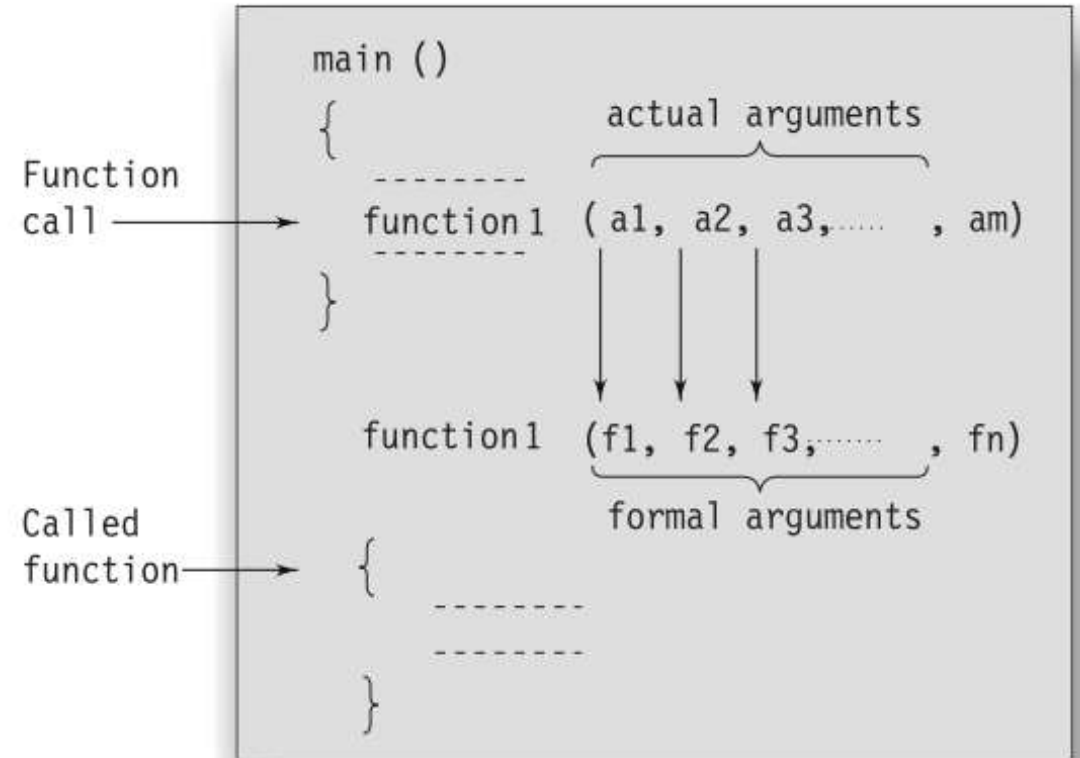 main ()
{
actual arguments
Function
call
--------
function1 ( a1, a2, a3,......, am)
--------
}
function1 (f1, f2, f3,......., fn)
formal arguments
Called
function
{
--------
--------
}